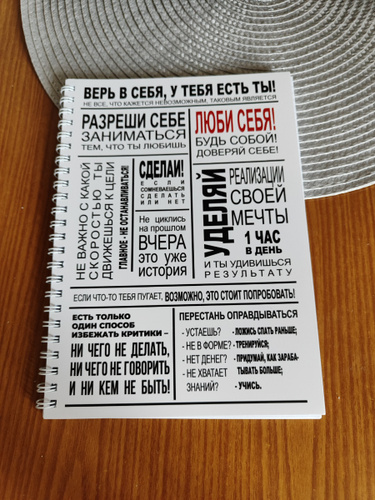 ВЕРЬ В СЕБЯ, У ТЕБЯ ЕСТЬ ТЫ!
НЕ ВСЕ, ЧТО КАЖЕТСЯ НЕВОЗМОЖНЫМ, ТАКОВЫМ ЯВЛЯЕТСЯ
РАЗРЕШИ СЕБЕ
ЗАНИМАТЬСЯ
ТЕМ, ЧТО ТЫ ЛЮБИШЬ
ЛЮБИ СЕБЯ!
БУДЬ СОБОЙ!
ДОВЕРЯЙ СЕБЕ!
НЕ ВАЖНО С КАКОЙ
СКОРОСТЬЮ ТЫ
ДВИЖЕШЬСЯ К ЦЕЛИ
ГЛАВНОЕ - НЕ ОСТАНАВЛИВАТЬСЯ!
СДЕЛАЙ!
ЕСЛИ
СОМНЕВАЕШЬСЯ
СДЕЛАТЬ
ИЛИ НЕТ
Не циклись
на прошлом
ВЧЕРА
это уже
история
УДЕЛЯЙ
РЕАЛИЗАЦИИ
СВОЕЙ
МЕЧТЫ
1 ЧАС
В ДЕНЬ
И ТЫ УДИВИШЬСЯ
РЕЗУЛЬТАТУ
ЕСЛИ ЧТО-ТО ТЕБЯ ПУГАЕТ, ВОЗМОЖНО, ЭТО СТОИТ ПОПРОБОВАТЬ!
ЕСТЬ ТОЛЬКО
ОДИН СПОСОБ
ИЗБЕЖАТЬ КРИТИКИ –
НИ ЧЕГО НЕ ДЕЛАТЬ,
НИ ЧЕГО НЕ ГОВОРИТЬ
И НИ КЕМ НЕ БЫТЬ!
ПЕРЕСТАНЬ ОПРАВДЫВАТЬСЯ
- УСТАЕШЬ? - ЛОЖИСЬ СПАТЬ РАНЬШЕ;
- НЕ В ФОРМЕ? - ТРЕНИРУЙСЯ;
- НЕТ ДЕНЕГ? - ПРИДУМАЙ, КАК ЗАРАБА-
- НЕ ХВАТАЕТ ТЫВАТЬ БОЛЬШЕ;
ЗНАНИЙ? - УЧИСЬ.